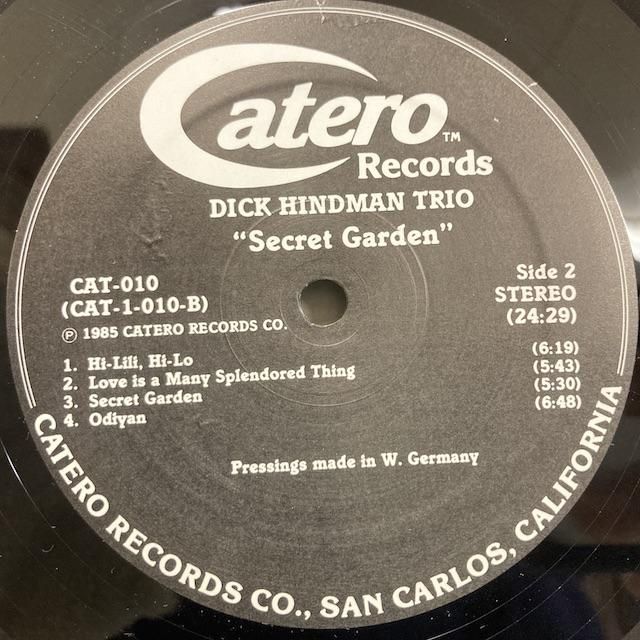 Catero™
Records
DICK HINDMAN TRIO
"Secret Garden"
CAT-010
(CAT-1-010-B)
℗ 1985 CATERO RECORDS CO.
Side 2
STEREO
(24:29)
1. Hi-Lili, Hi-Lo (6:19)
2. Love is a Many Splendored Thing (5:43)
3. Secret Garden (5:30)
4. Odiyan (6:48)
Pressings made in W. Germany
CATERO RECORDS CO., SAN CARLOS, CALIFORNIA